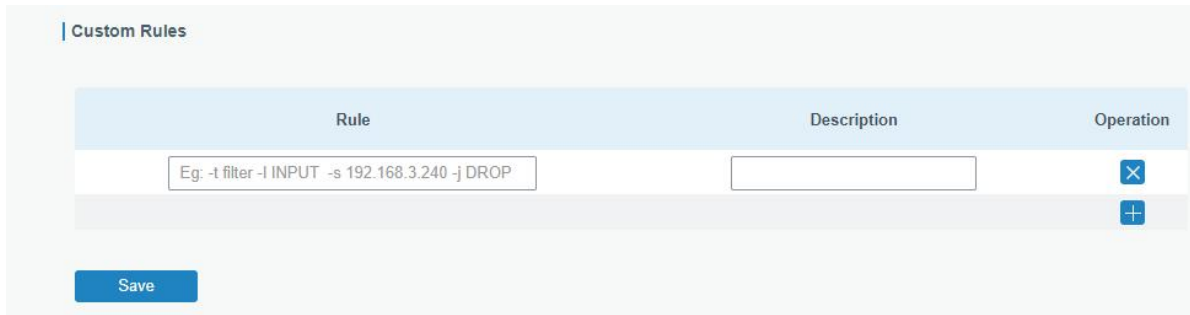 Custom Rules
Rule Description Operation
Eg: -t filter -I INPUT -s 192.168.3.240 -j DROP
Save